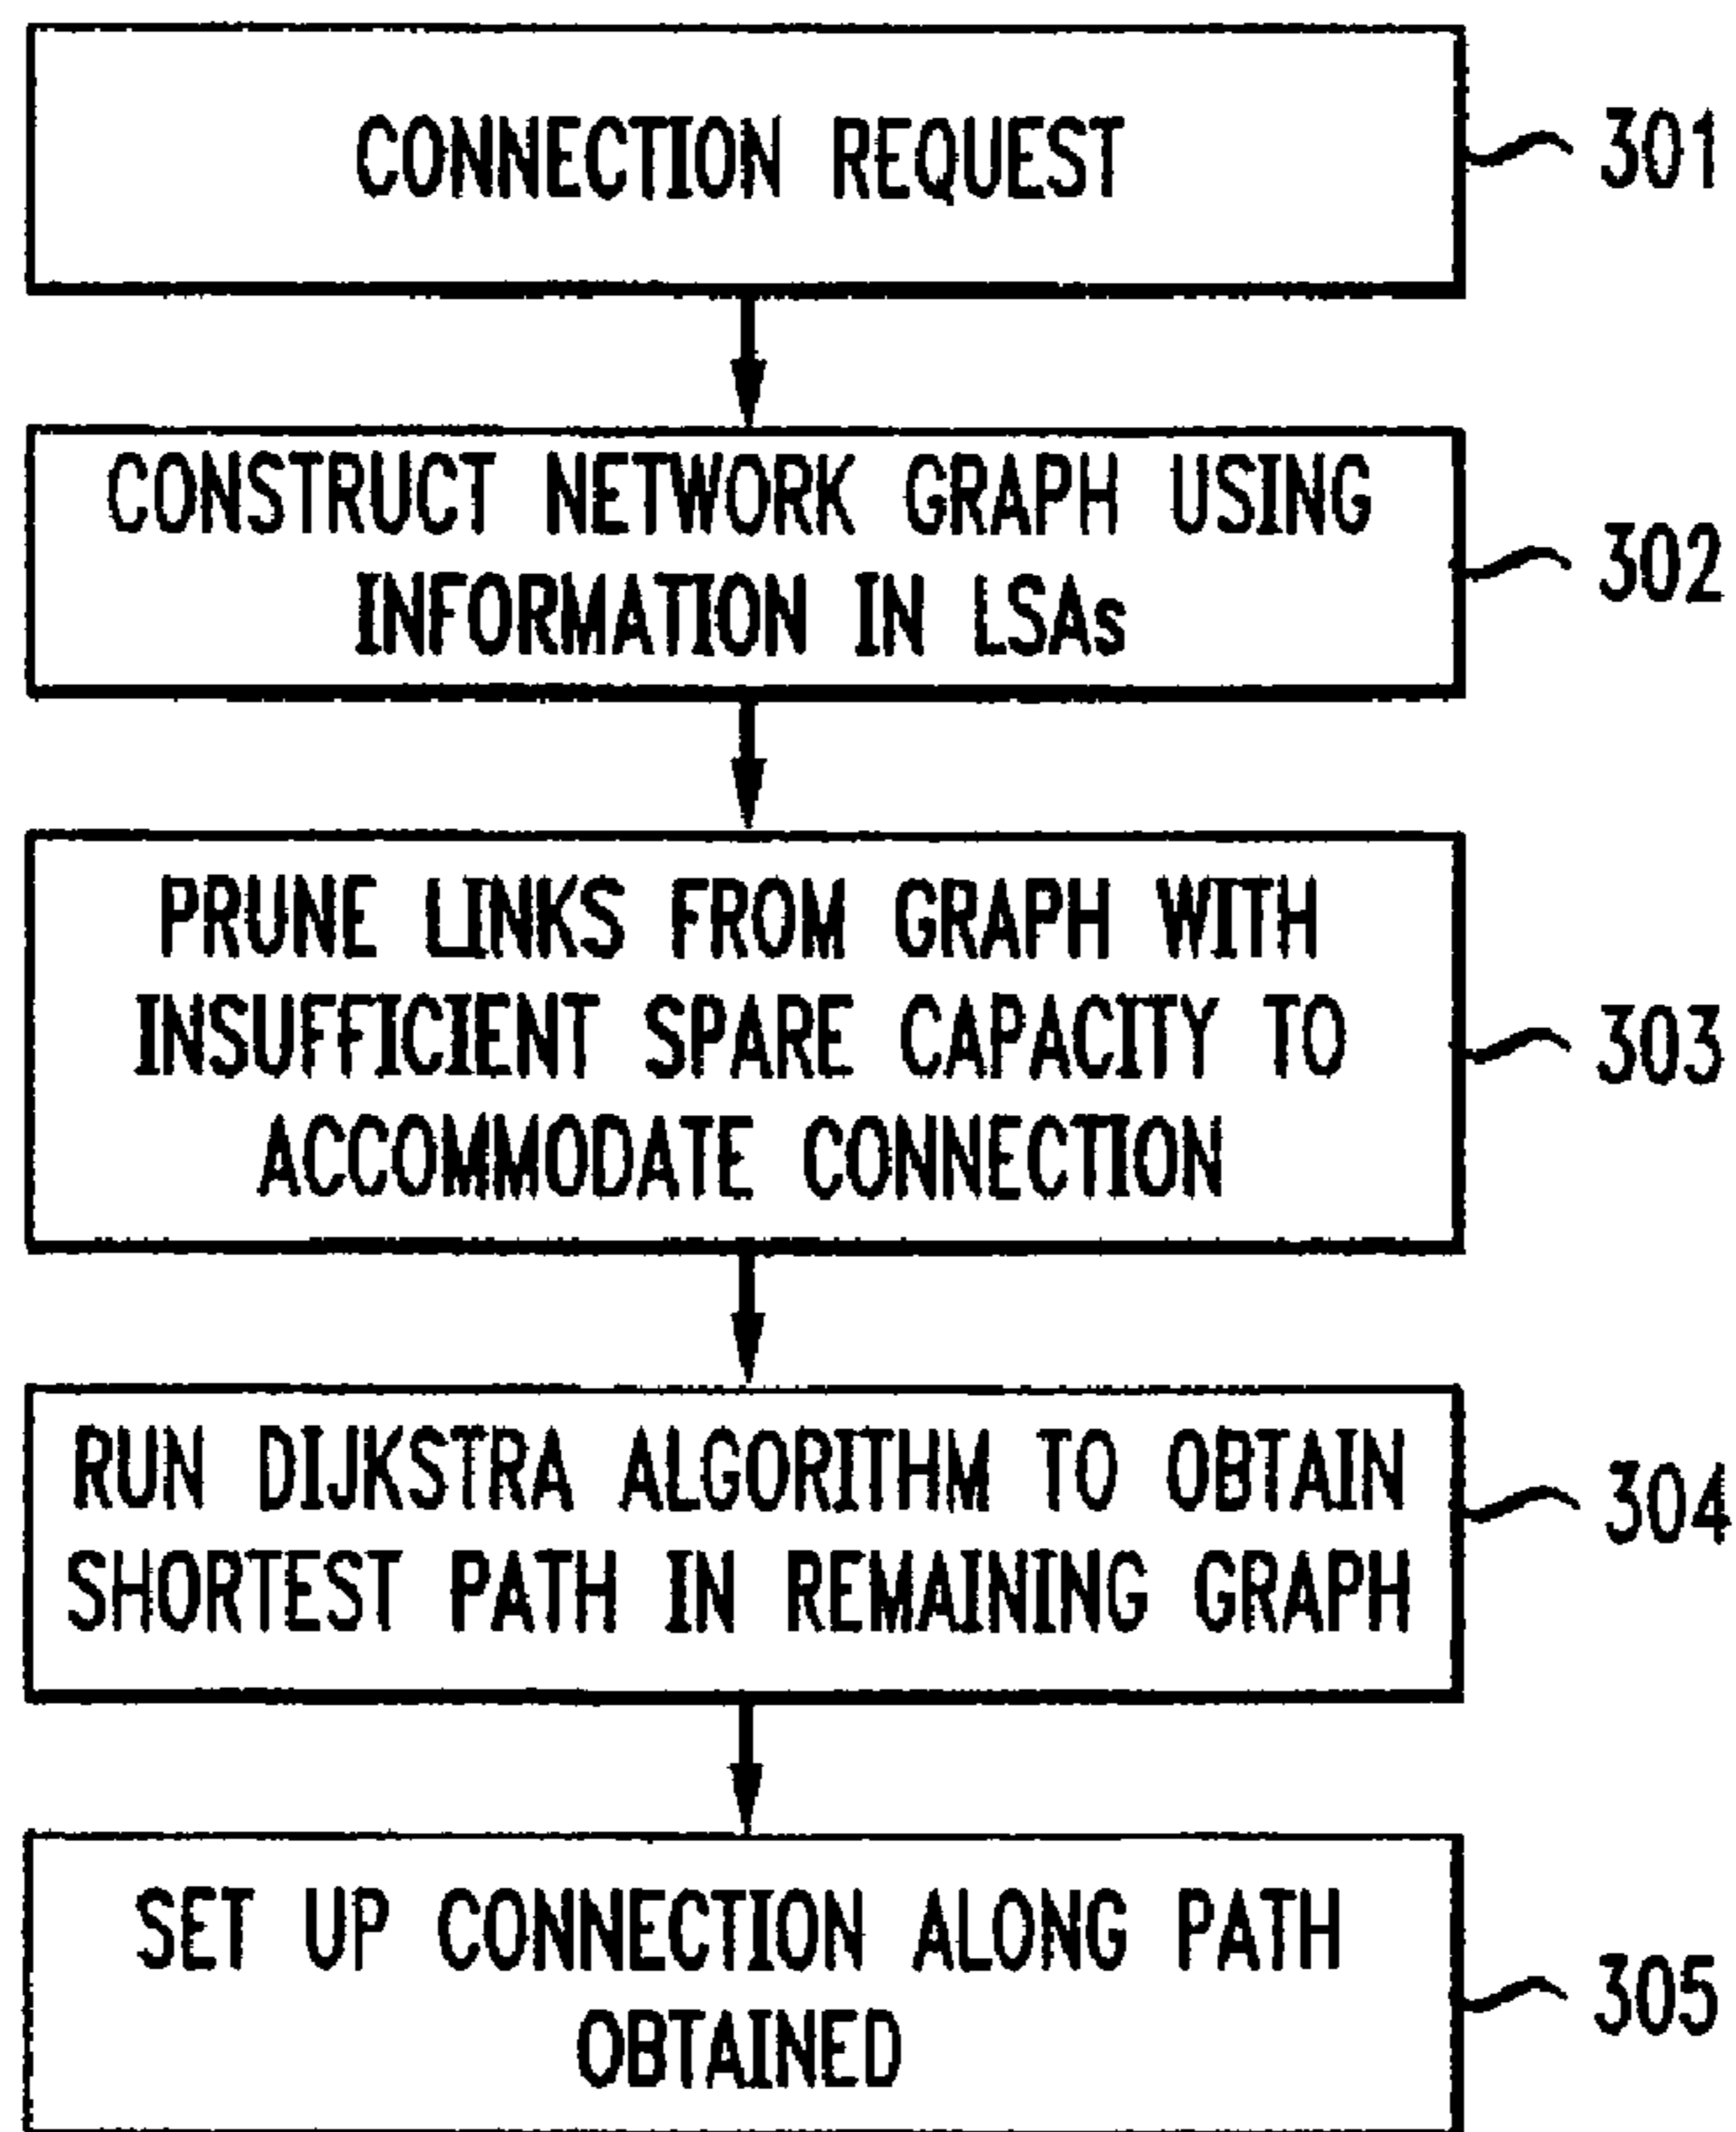 CONNECTION REQUEST
301
CONSTRUCT NETWORK GRAPH USING
INFORMATION IN LSAs
302
PRUNE LINKS FROM GRAPH WITH
INSUFFICIENT SPARE CAPACITY TO
ACCOMMODATE CONNECTION
303
RUN DIJKSTRA ALGORITHM TO OBTAIN
SHORTEST PATH IN REMAINING GRAPH
304
SET UP CONNECTION ALONG PATH
OBTAINED
305